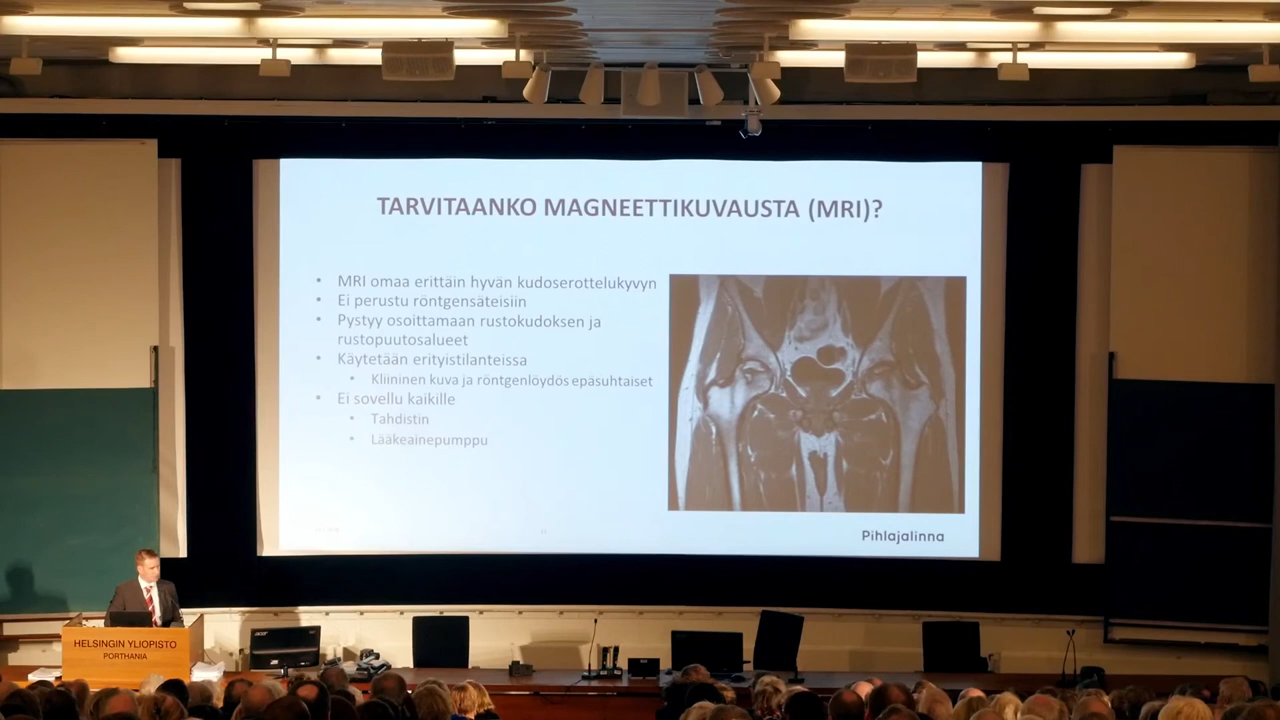 TARVITAANKO MAGNEETTIKUVAUSTA (MRI)?
• MRI omaa erittäin hyvän kudoserottelukyvyn
• Ei perustu röntgensäteisiin
• Pystyy osoittamaan rustokudoksen ja
rustopuutosalueet
• Käytetään erityistilanteissa
• Kliininen kuva ja röntgenlöydös epäsuhtaiset
• Ei sovellu kaikille
• Tahdistin
• Lääkeainepumppu
Pihlajalinna
HELSINGIN YLIOPISTO
PORTHANIA
acer